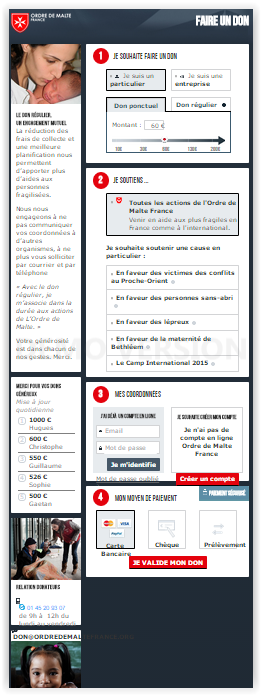 ORDRE DE MALTE
FRANCE
FAIRE UN DON
LE DON RÉGULIER,
UN ENGAGEMENT MUTUEL
La réduction des
frais de collecte et
une meilleure
planification nous
permettent
d'apporter plus
d'aides aux
personnes
fragilisées.
Nous nous
engageons à ne
pas communiquer
vos coordonnées à
d'autres
organismes, à ne
plus vous solliciter
par courrier et par
téléphone
« Avec le don
régulier, je
m'associe dans la
durée aux actions
de L'Ordre de
Malte. »
Votre générosité
est dans chacun de
nos gestes. Merci.
MERCI POUR VOS DONS
GÉNÉREUX
Mise à jour
quotidienne
1 1000 €
Hugues
2 600 €
Christophe
3 550 €
Guillaume
4 526 €
Sophie
5 500 €
Gaetan
RELATION DONATEURS
01 45 20 93 07
de 9h à 12h du
1 JE SOUHAITE FAIRE UN DON
Je suis un
particulier
Je suis une
entreprise
Don ponctuel
Don régulier
Montant : 60 €
10€ 30€ 60€ 130€ 200€
2 JE SOUTIENS ...
Toutes les actions de l'Ordre de
Malte France
Venir en aide aux plus fragiles en
France comme à l'international.
Je souhaite soutenir une cause en
particulier :
En faveur des victimes des conflits
au Proche-Orient
En faveur des personnes sans-abri
En faveur des lépreux
En faveur de la maternité de
Bethléem
Le Camp International 2015
3 MES COORDONNÉES
J'AI DÉJÀ UN COMPTE EN LIGNE
Email
Mot de passe
Je m'identifie
Mot de passe oublié
JE SOUHAITE CRÉER MON COMPTE
Je n'ai pas de
compte en ligne
Ordre de Malte
France
Créer un compte
4 MON MOYEN DE PAIEMENT
PAIEMENT SÉCURISÉ
VISA
Carte
Bancaire
Chèque
Prélèvement
JE VALIDE MON DON